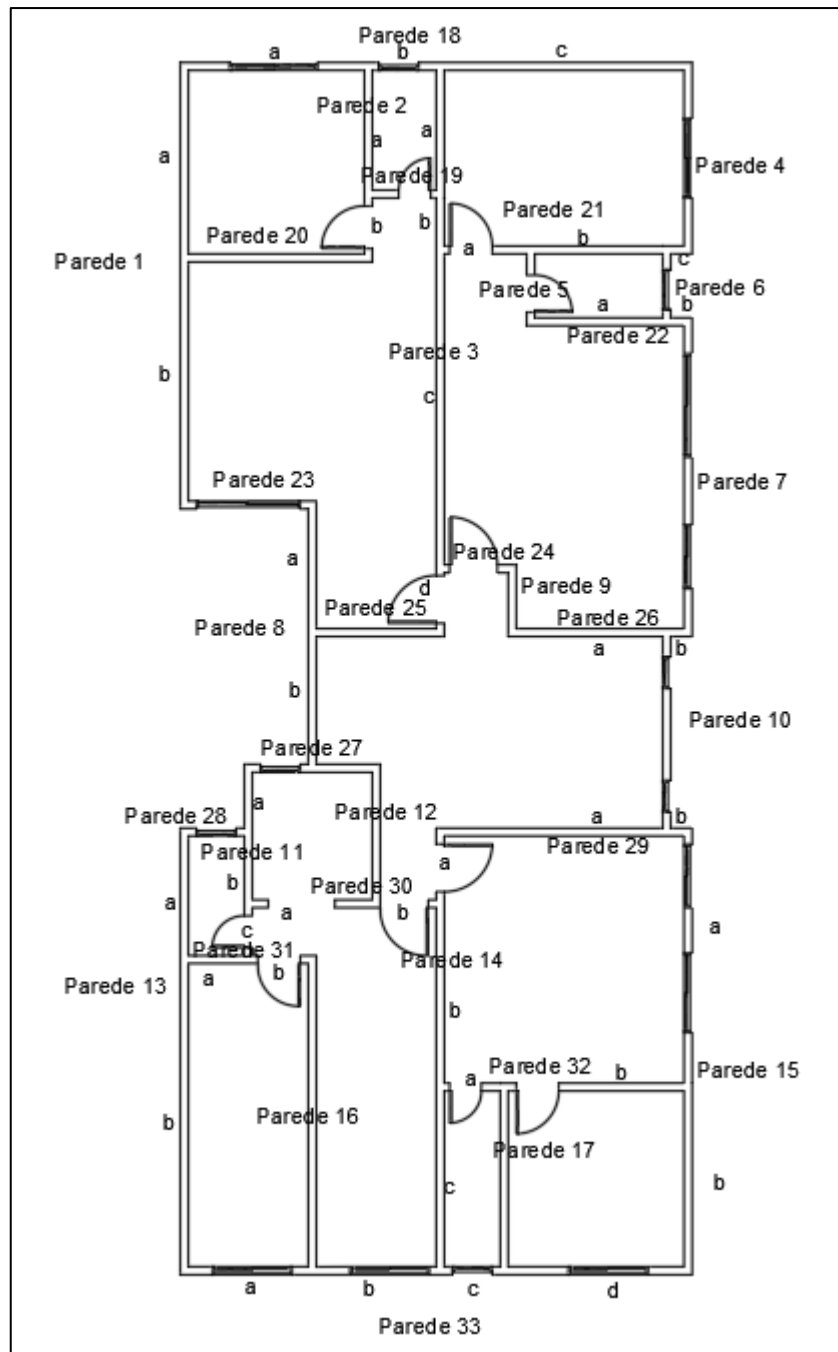 Parede 18
a b c
Parede 2
a a
a Parede 4
Parede 19
b b Parede 21
Parede 20 a b
Parede 1 c
Parede 5 Parede 6
a b
Parede 22
Parede 3
b
c
Parede 23 Parede 7
a Parede 24
d Parede 9
Parede 25 Parede 26
Parede 8
a b
b
Parede 10
Parede 27
a
Parede 12
Parede 28 a b
Parede 11 Parede 29
a
b
Parede 30
a a b
c a
Parede 31 Parede 14
a b
Parede 13
b
Parede 32
a b Parede 15
b Parede 16
Parede 17
c b
a b c d
Parede 33